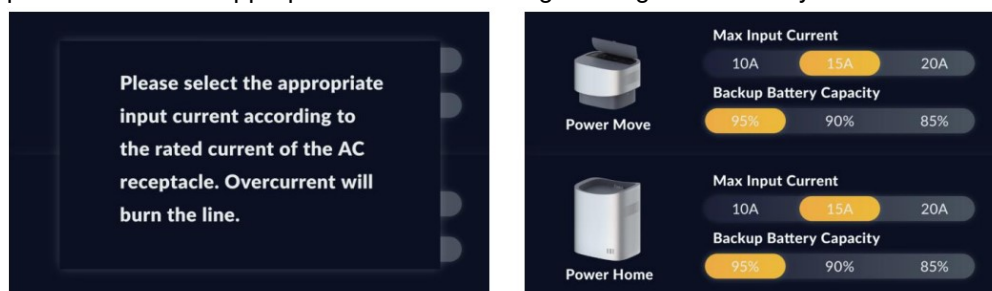 Please select the appropriate
input current according to
the rated current of the AC
receptacle. Overcurrent will
burn the line.
Max Input Current
10A 15A 20A
Backup Battery Capacity
95% 90% 85%
Power Move
Max Input Current
10A 15A 20A
Backup Battery Capacity
95% 90% 85%
Power Home